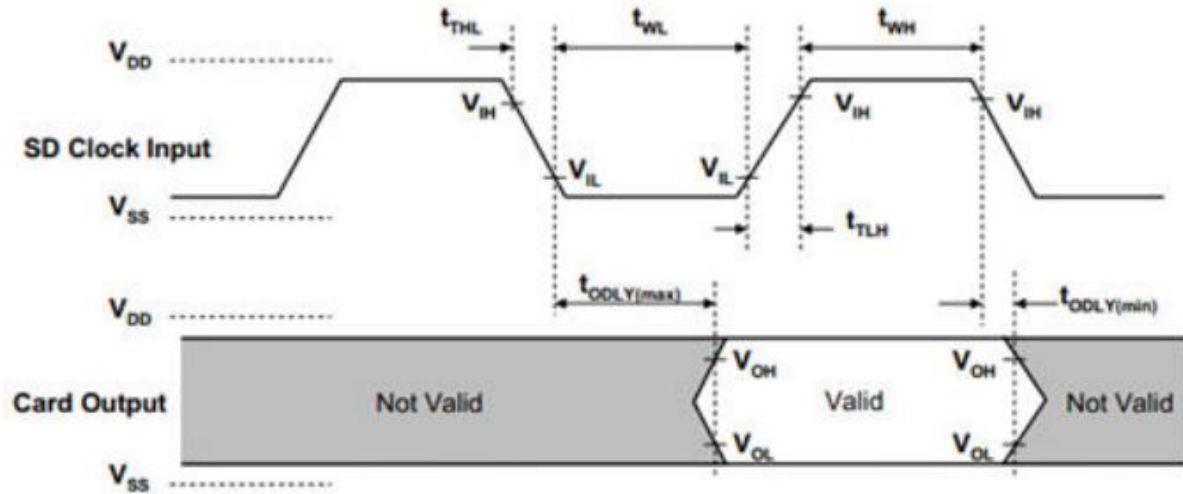 tTHL tWL tWH
VDD
VIH VIH VIH
SD Clock Input
VIL VIL
VSS
tTLH
tODLY(max) tODLY(min)
VDD
VOH VOH
Card Output Not Valid Valid Not Valid
VOL VOL
VSS